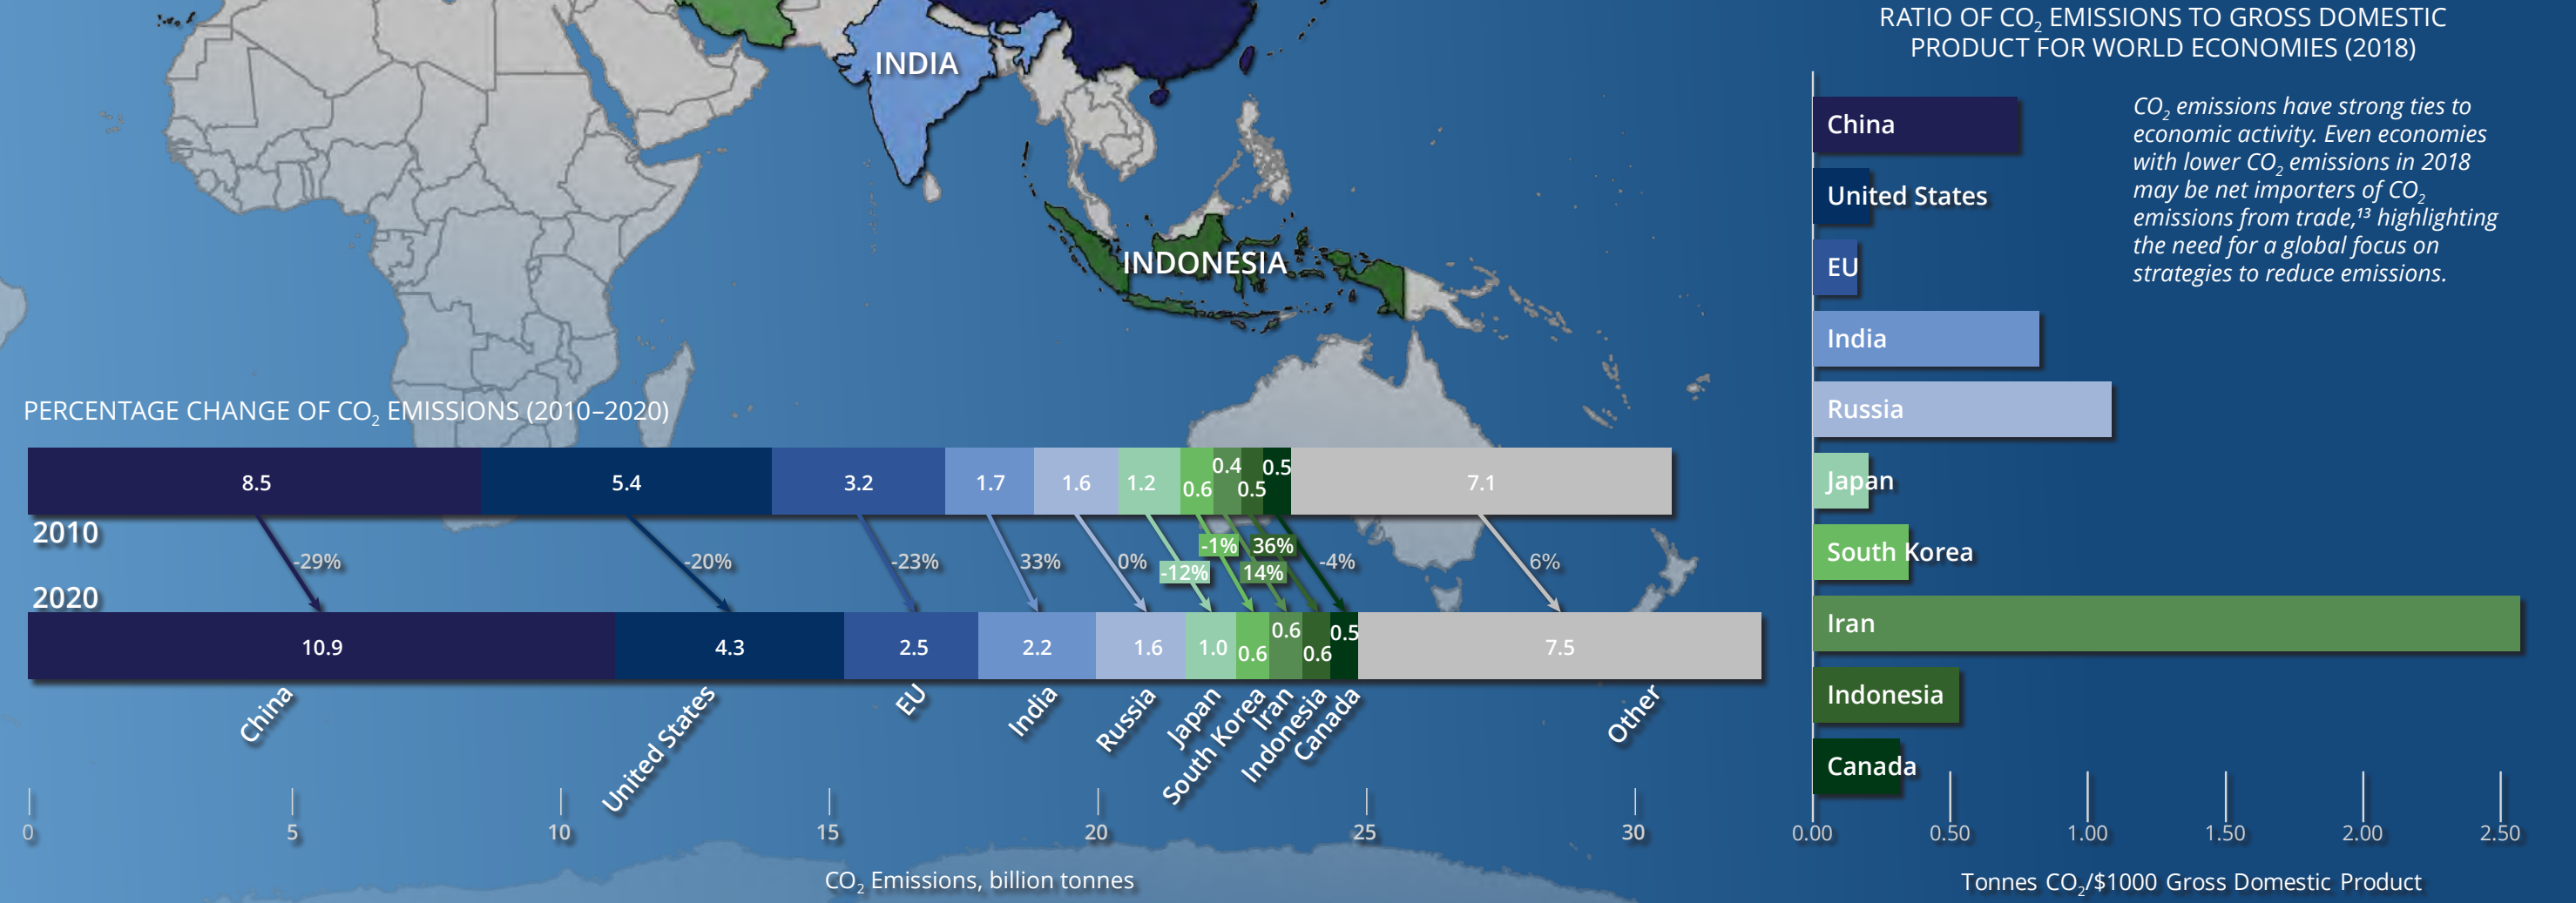 INDIA
INDONESIA
PERCENTAGE CHANGE OF CO2 EMISSIONS (2010–2020)
8.5 5.4 3.2 1.7 1.6 1.2 0.6 0.4 0.5 0.5 7.1
2010
-29% -20% -23% 33% 0% -12% -1% 14% 36% -4% 6%
2020
10.9 4.3 2.5 2.2 1.6 1.0 0.6 0.6 0.6 0.5 7.5
China United States EU India Russia Japan South Korea Iran Indonesia Canada Other
0 5 10 15 20 25 30
CO2 Emissions, billion tonnes
RATIO OF CO2 EMISSIONS TO GROSS DOMESTIC
PRODUCT FOR WORLD ECONOMIES (2018)
CO2 emissions have strong ties to
economic activity. Even economies
with lower CO2 emissions in 2018
may be net importers of CO2
emissions from trade,¹³ highlighting
the need for a global focus on
strategies to reduce emissions.
China
United States
EU
India
Russia
Japan
South Korea
Iran
Indonesia
Canada
0.00 0.50 1.00 1.50 2.00 2.50
Tonnes CO2/$1000 Gross Domestic Product